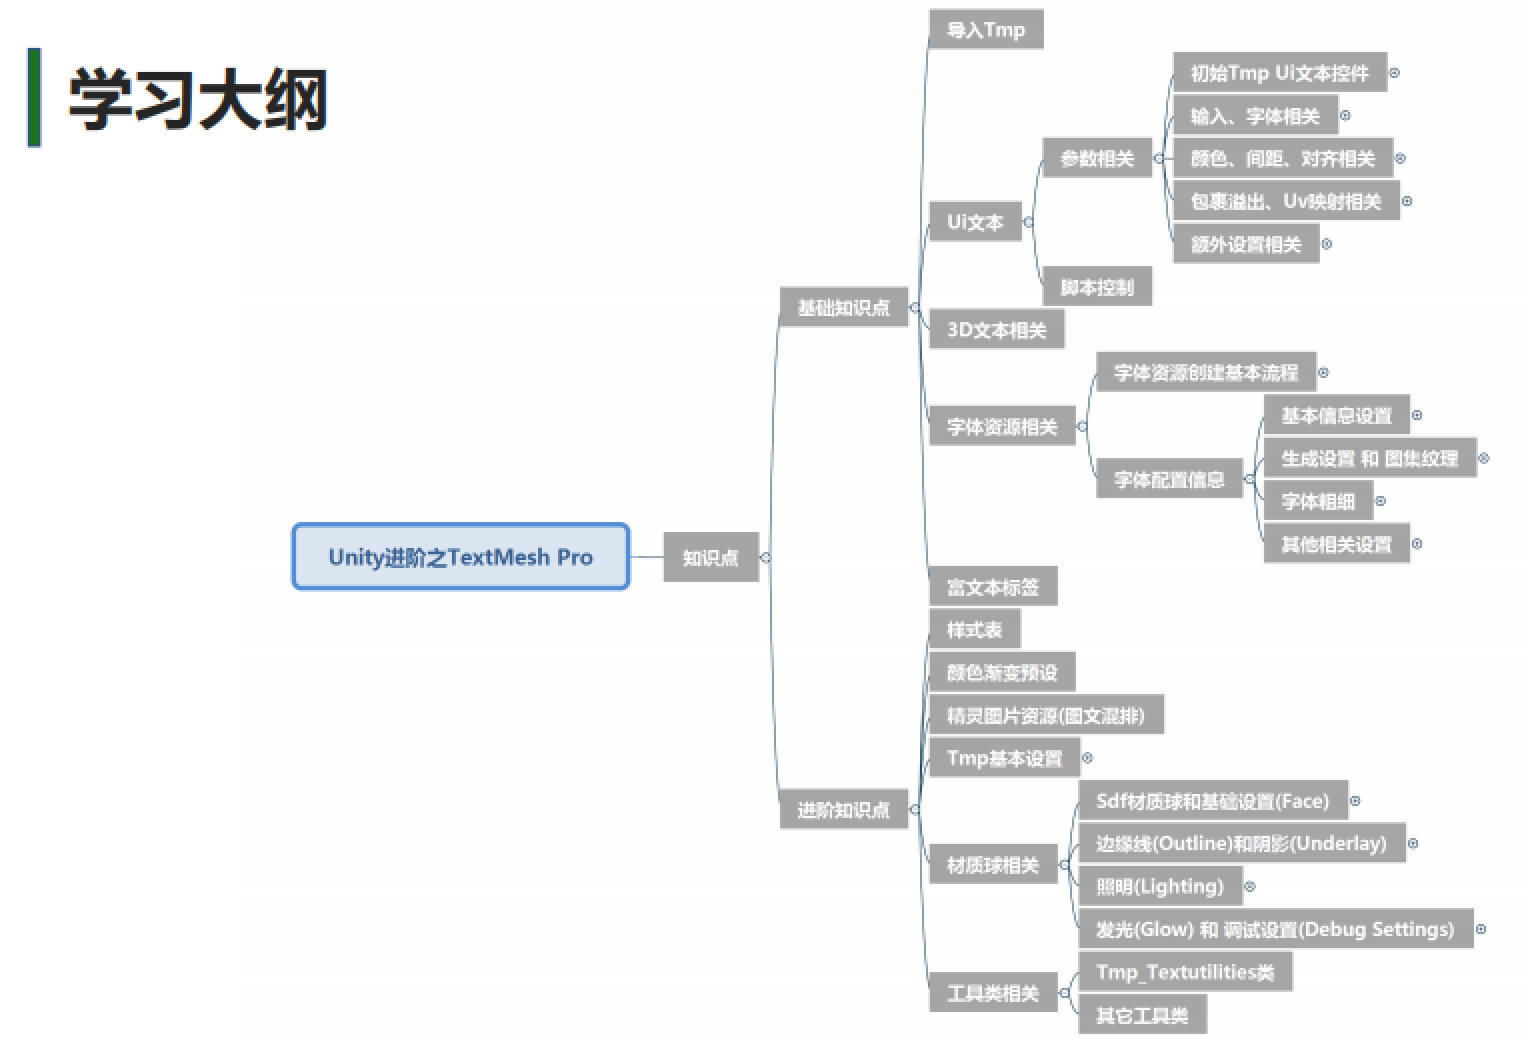 学习大纲
Unity进阶之TextMesh Pro
知识点
基础知识点
导入Tmp
Ui文本
参数相关
初始Tmp Ui文本控件
输入、字体相关
颜色、间距、对齐相关
包裹溢出、Uv映射相关
额外设置相关
脚本控制
3D文本相关
字体资源相关
字体资源创建基本流程
字体配置信息
基本信息设置
生成设置 和 图集纹理
字体粗细
其他相关设置
富文本标签
进阶知识点
样式表
颜色渐变预设
精灵图片资源(图文混排)
Tmp基本设置
材质球相关
Sdf材质球和基础设置(Face)
边缘线(Outline)和阴影(Underlay)
照明(Lighting)
发光(Glow) 和 调试设置(Debug Settings)
工具类相关
Tmp_Textutilities类
其它工具类